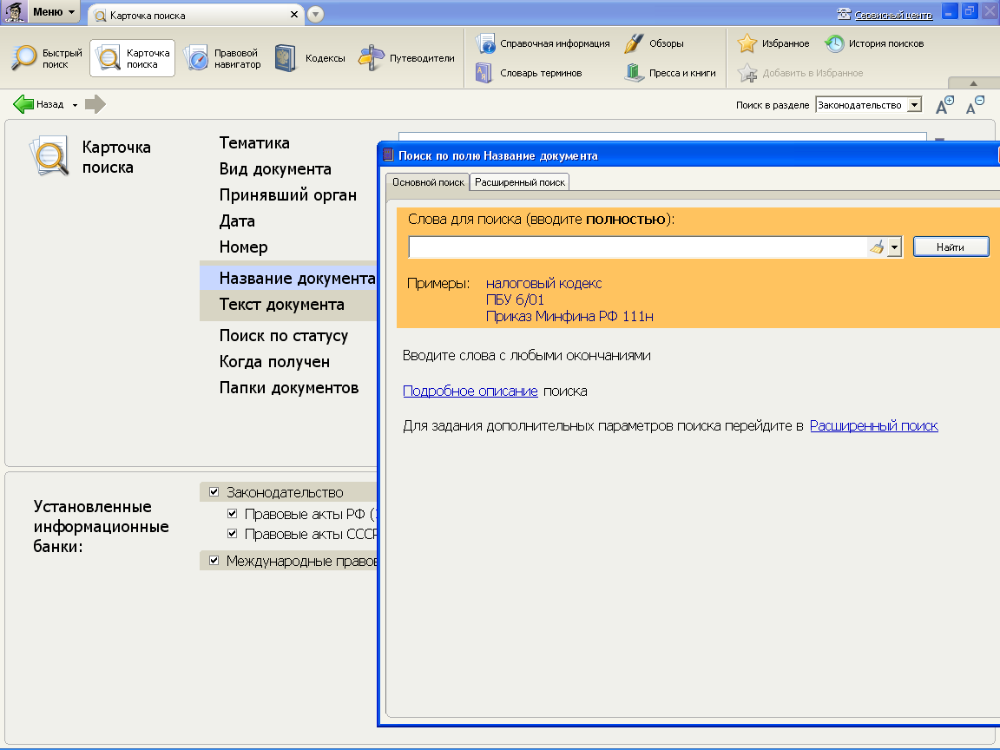 Меню
Карточка поиска
Сервисный центр
Быстрый
поиск
Карточка
поиска
Правовой
навигатор
Кодексы
Путеводители
Справочная информация
Словарь терминов
Обзоры
Пресса и книги
Избранное
Добавить в Избранное
История поисков
Назад
Поиск в разделе
Законодательство
Карточка
поиска
Тематика
Вид документа
Принявший орган
Дата
Номер
Название документа
Текст документа
Поиск по статусу
Когда получен
Папки документов
Поиск по полю Название документа
Основной поиск
Расширенный поиск
Слова для поиска (вводите полностью):
Найти
Примеры: налоговый кодекс
ПБУ 6/01
Приказ Минфина РФ 111н
Вводите слова с любыми окончаниями
Подробное описание поиска
Для задания дополнительных параметров поиска перейдите в Расширенный поиск
Установленные
информационные
банки:
Законодательство
Правовые акты РФ (
Правовые акты СССР
Международные право